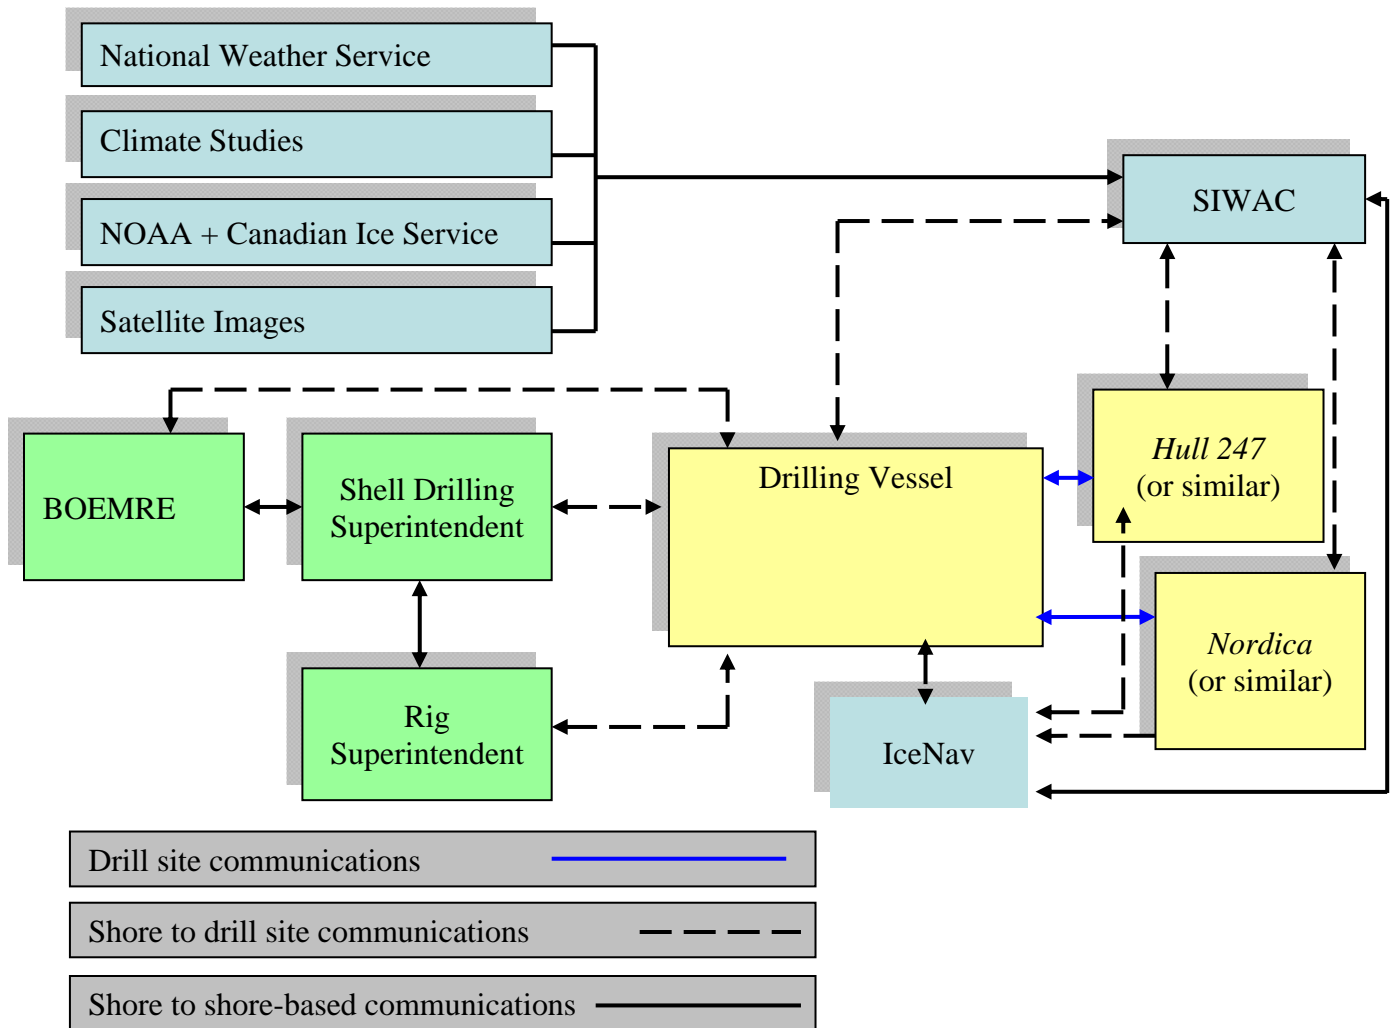 National Weather Service
Climate Studies
NOAA + Canadian Ice Service
Satellite Images
SIWAC
BOEMRE
Shell Drilling
Superintendent
Drilling Vessel
Hull 247
(or similar)
Nordica
(or similar)
Rig
Superintendent
IceNav
Drill site communications
Shore to drill site communications
Shore to shore-based communications